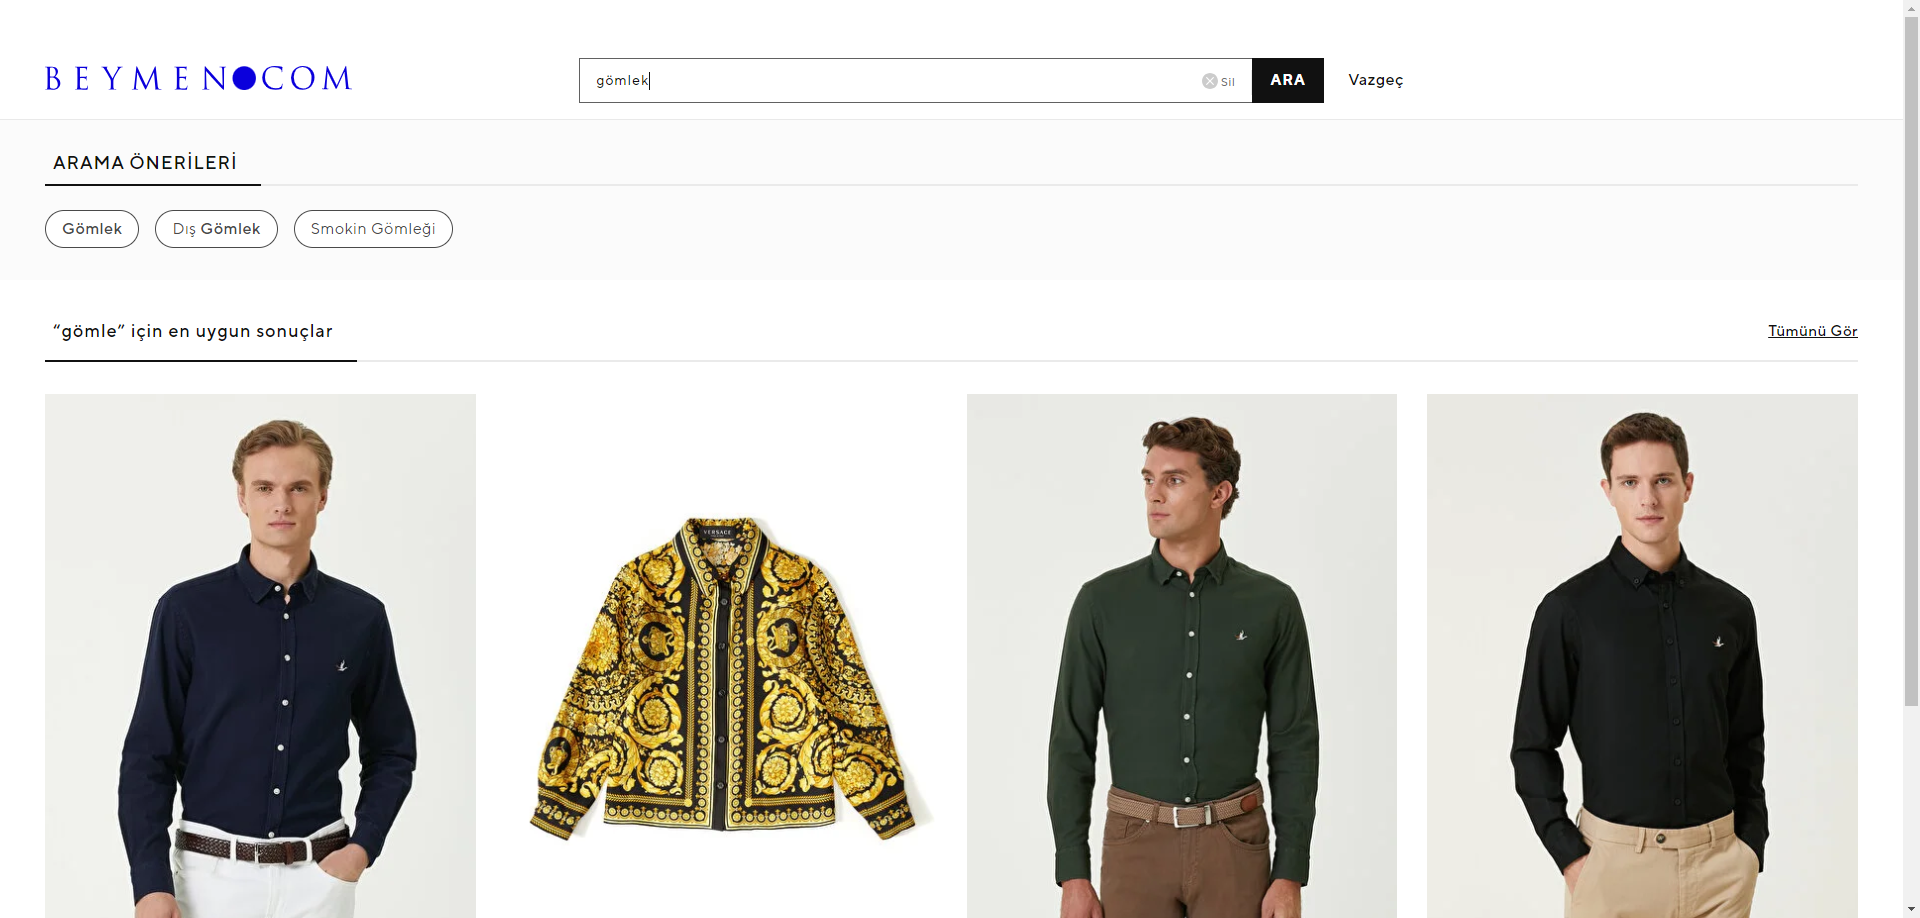 BEYMEN COM
gömlek
Sil
ARA
Vazgeç
ARAMA ÖNERİLERİ
Gömlek
Dış Gömlek
Smokin Gömleği
“gömle” için en uygun sonuçlar
Tümünü Gör
VERSACE